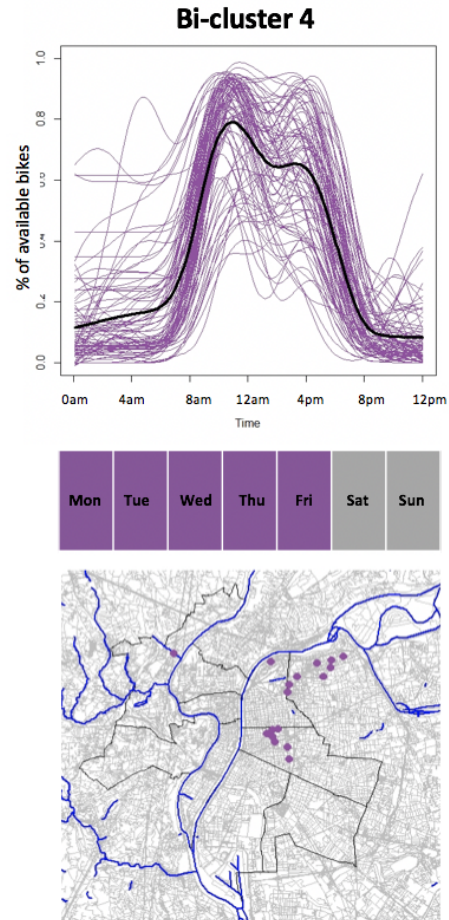 Bi-cluster 4
% of available bikes
1.0
0.8
0.6
0.4
0.0
0am 4am 8am 12am 4pm 8pm 12pm
Time
Mon Tue Wed Thu Fri Sat Sun